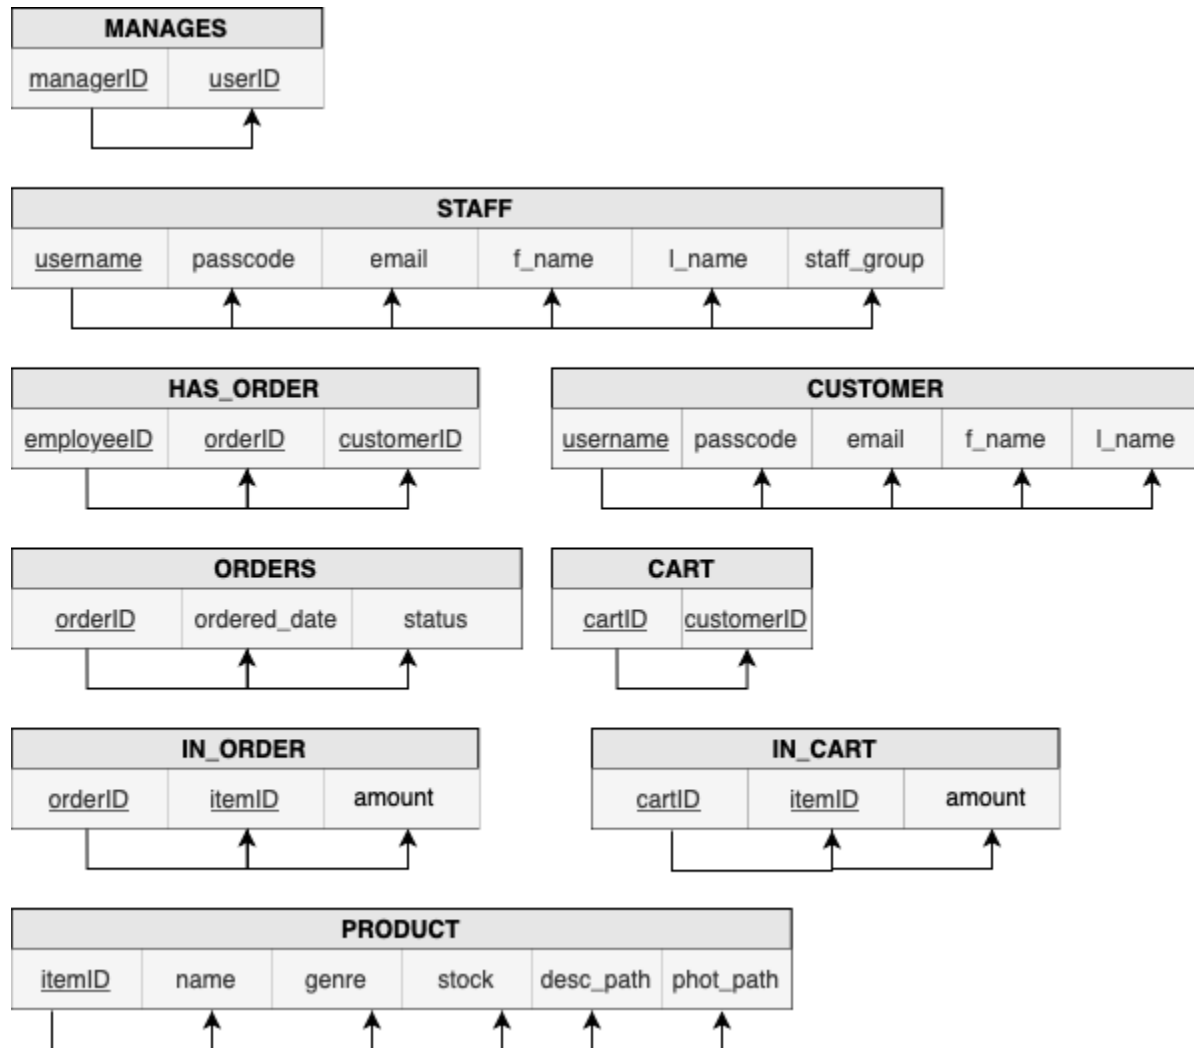 MANAGES
managerID userID
STAFF
username passcode email f_name l_name staff_group
HAS_ORDER
employeeID orderID customerID
CUSTOMER
username passcode email f_name l_name
ORDERS
orderID ordered_date status
CART
cartID customerID
IN_ORDER
orderID itemID amount
IN_CART
cartID itemID amount
PRODUCT
itemID name genre stock desc_path phot_path